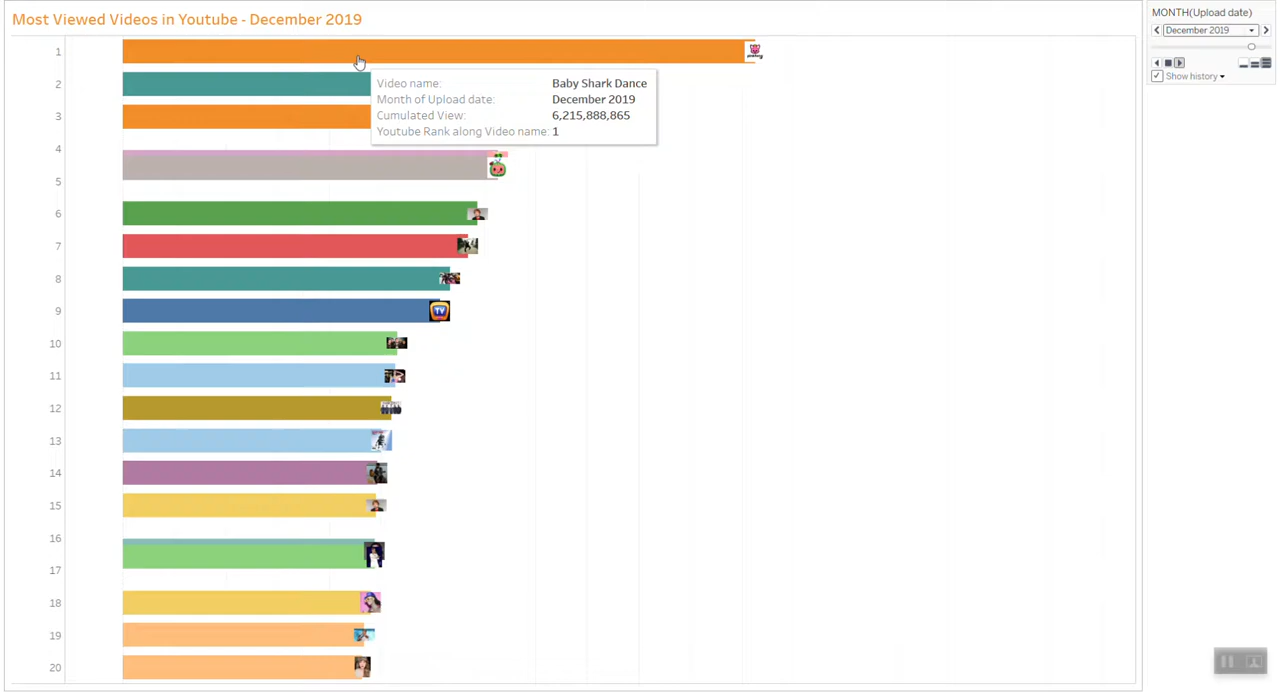 Most Viewed Videos in Youtube - December 2019
MONTH(Upload date)
December 2019
Show history
1
2
3
4
5
6
7
8
9
10
11
12
13
14
15
16
17
18
19
20
Video name: Baby Shark Dance
Month of Upload date: December 2019
Cumulated View: 6,215,888,865
Youtube Rank along Video name: 1
TV